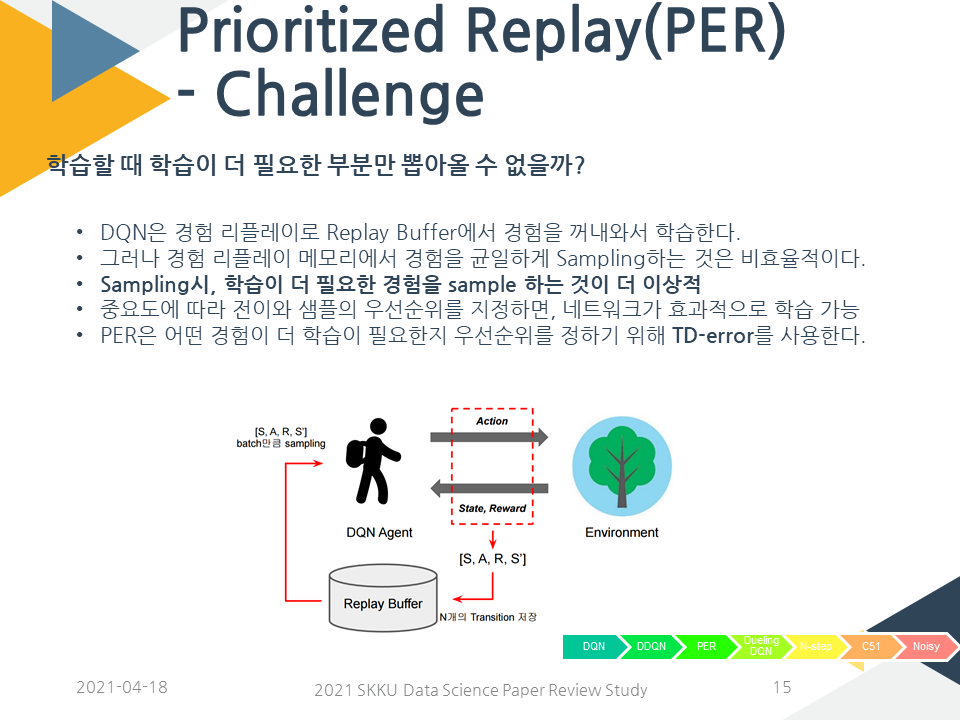 Prioritized Replay(PER)
- Challenge
학습할 때 학습이 더 필요한 부분만 뽑아올 수 없을까?
• DQN은 경험 리플레이로 Replay Buffer에서 경험을 꺼내와서 학습한다.
• 그러나 경험 리플레이 메모리에서 경험을 균일하게 Sampling하는 것은 비효율적이다.
• Sampling시, 학습이 더 필요한 경험을 sample 하는 것이 더 이상적
• 중요도에 따라 전이와 샘플의 우선순위를 지정하면, 네트워크가 효과적으로 학습 가능
• PER은 어떤 경험이 더 학습이 필요한지 우선순위를 정하기 위해 TD-error를 사용한다.
[S, A, R, S']
batch만큼 sampling
Action
State, Reward
DQN Agent
Environment
[S, A, R, S']
Replay Buffer
N개의 Transition 저장
DQN
DDQN
PER
Dueling
DQN
N-step
C51
Noisy
2021-04-18
2021 SKKU Data Science Paper Review Study
15